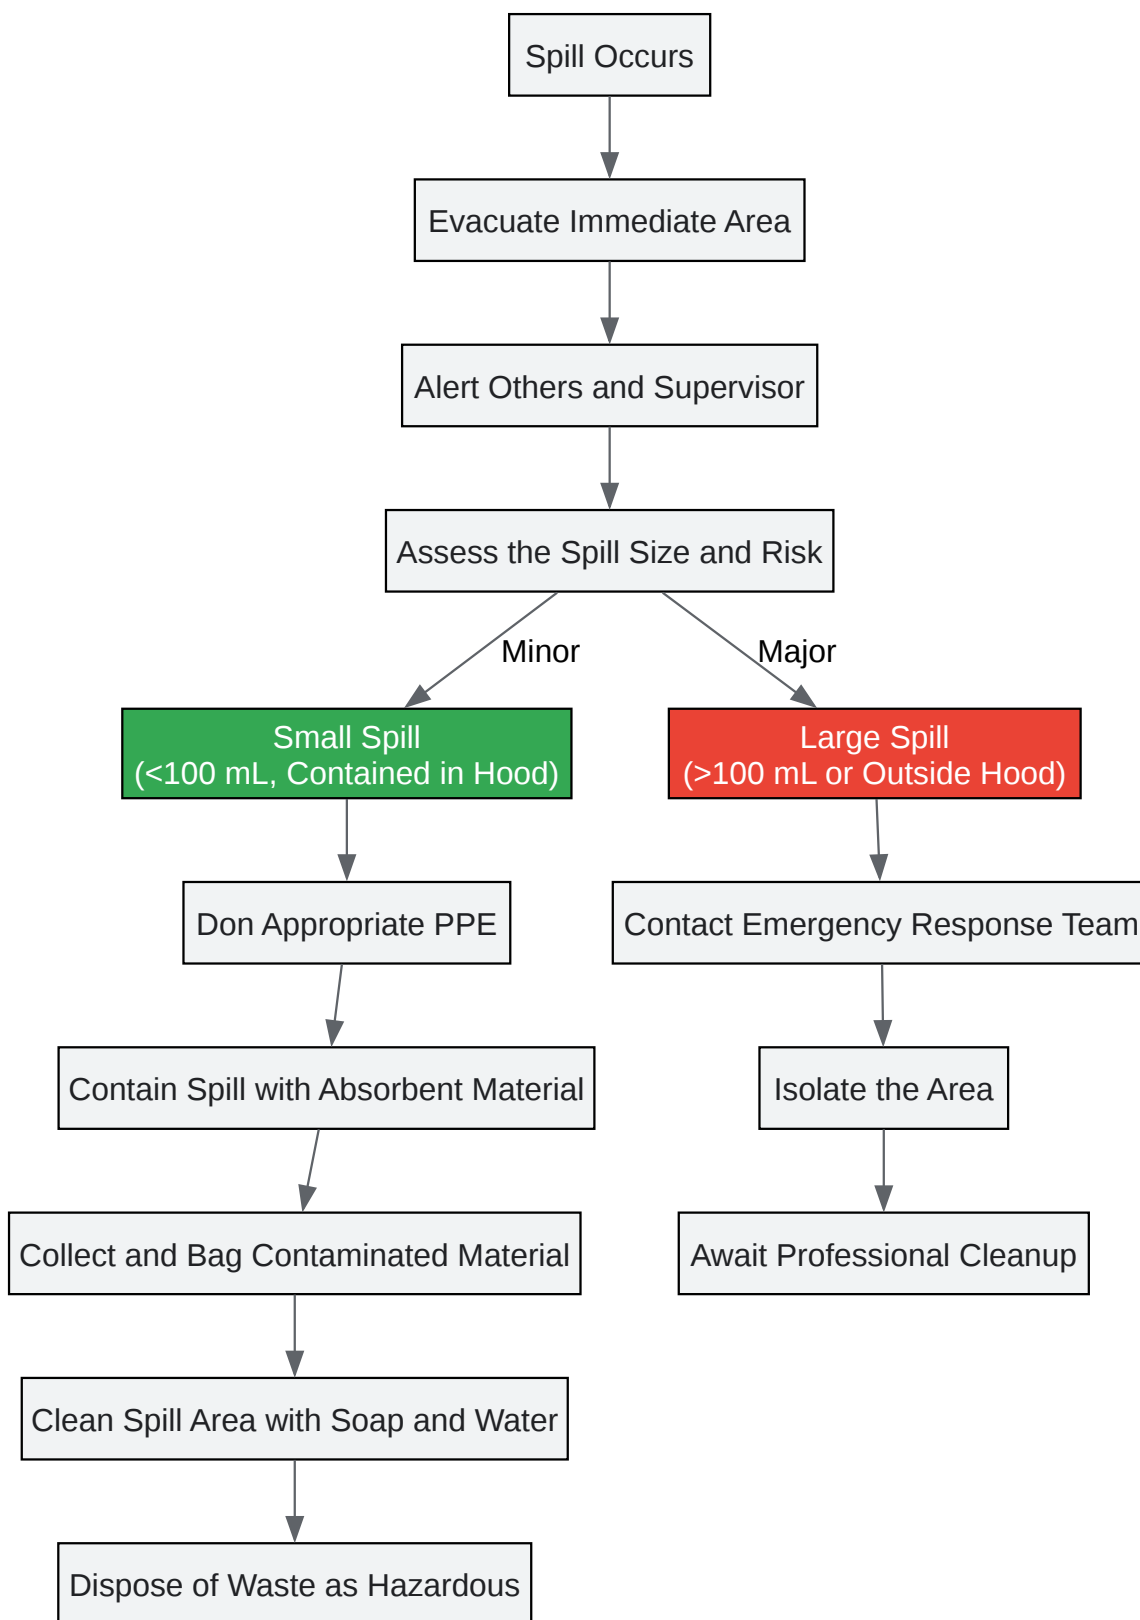 Spill Occurs
Evacuate Immediate Area
Alert Others and Supervisor
Assess the Spill Size and Risk
Minor
Major
Small Spill
(<100 mL, Contained in Hood)
Large Spill
(>100 mL or Outside Hood)
Don Appropriate PPE
Contact Emergency Response Team
Contain Spill with Absorbent Material
Isolate the Area
Collect and Bag Contaminated Material
Await Professional Cleanup
Clean Spill Area with Soap and Water
Dispose of Waste as Hazardous